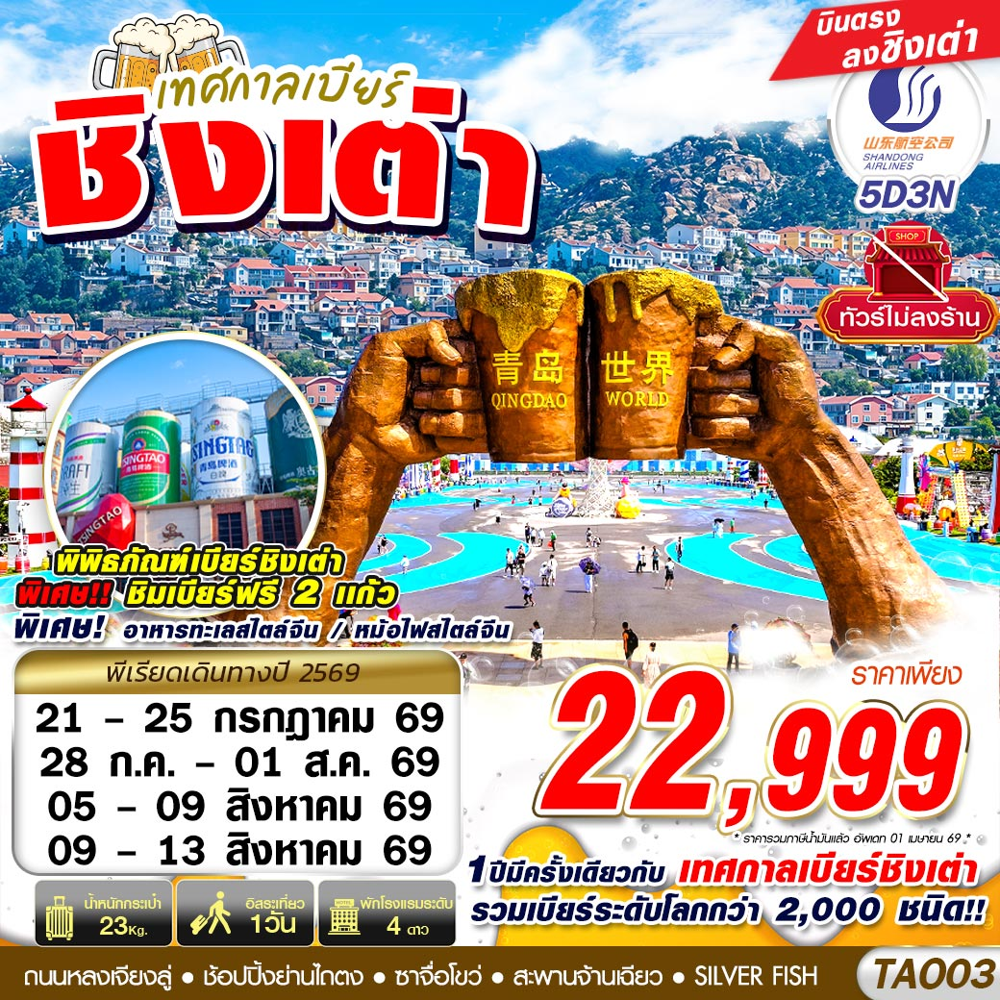 บินตรง
ลงชิงเต่า
เทศกาลเบียร์
ชิงเต่า
山东航空公司
SHANDONG
AIRLINES
5D3N
SHOP
ทัวร์ไม่ลงร้าน
青岛 世界
QINGDAO WORLD
TSINGTAO
青岛啤酒
TSINGTAO
พิพิธภัณฑ์เบียร์ชิงเต่า
พิเศษ!! ชิมเบียร์ฟรี 2 แก้ว
พิเศษ! อาหารทะเลสไตล์จีน / หม้อไฟสไตล์จีน
พีเรียดเดินทางปี 2569
21 – 25 กรกฎาคม 69
28 ก.ค. – 01 ส.ค. 69
05 – 09 สิงหาคม 69
09 – 13 สิงหาคม 69
ราคาเพียง
22,999
* ราคารวมภาษีน้ำมันแล้ว อัพเดท 01 เมษายน 69 *
1 ปีมีครั้งเดียวกับ เทศกาลเบียร์ชิงเต่า
รวมเบียร์ระดับโลกกว่า 2,000 ชนิด!!
น้ำหนักกระเป๋า
23Kg.
อิสระเที่ยว
1วัน
HOTEL
พักโรงแรมระดับ
4 ดาว
ถนนหลงเจียงลู่ • ช้อปปิ้งย่านไถตง • ซาจื่อโขว่ • สะพานจ้านเฉียว • SILVER FISH
TAO03